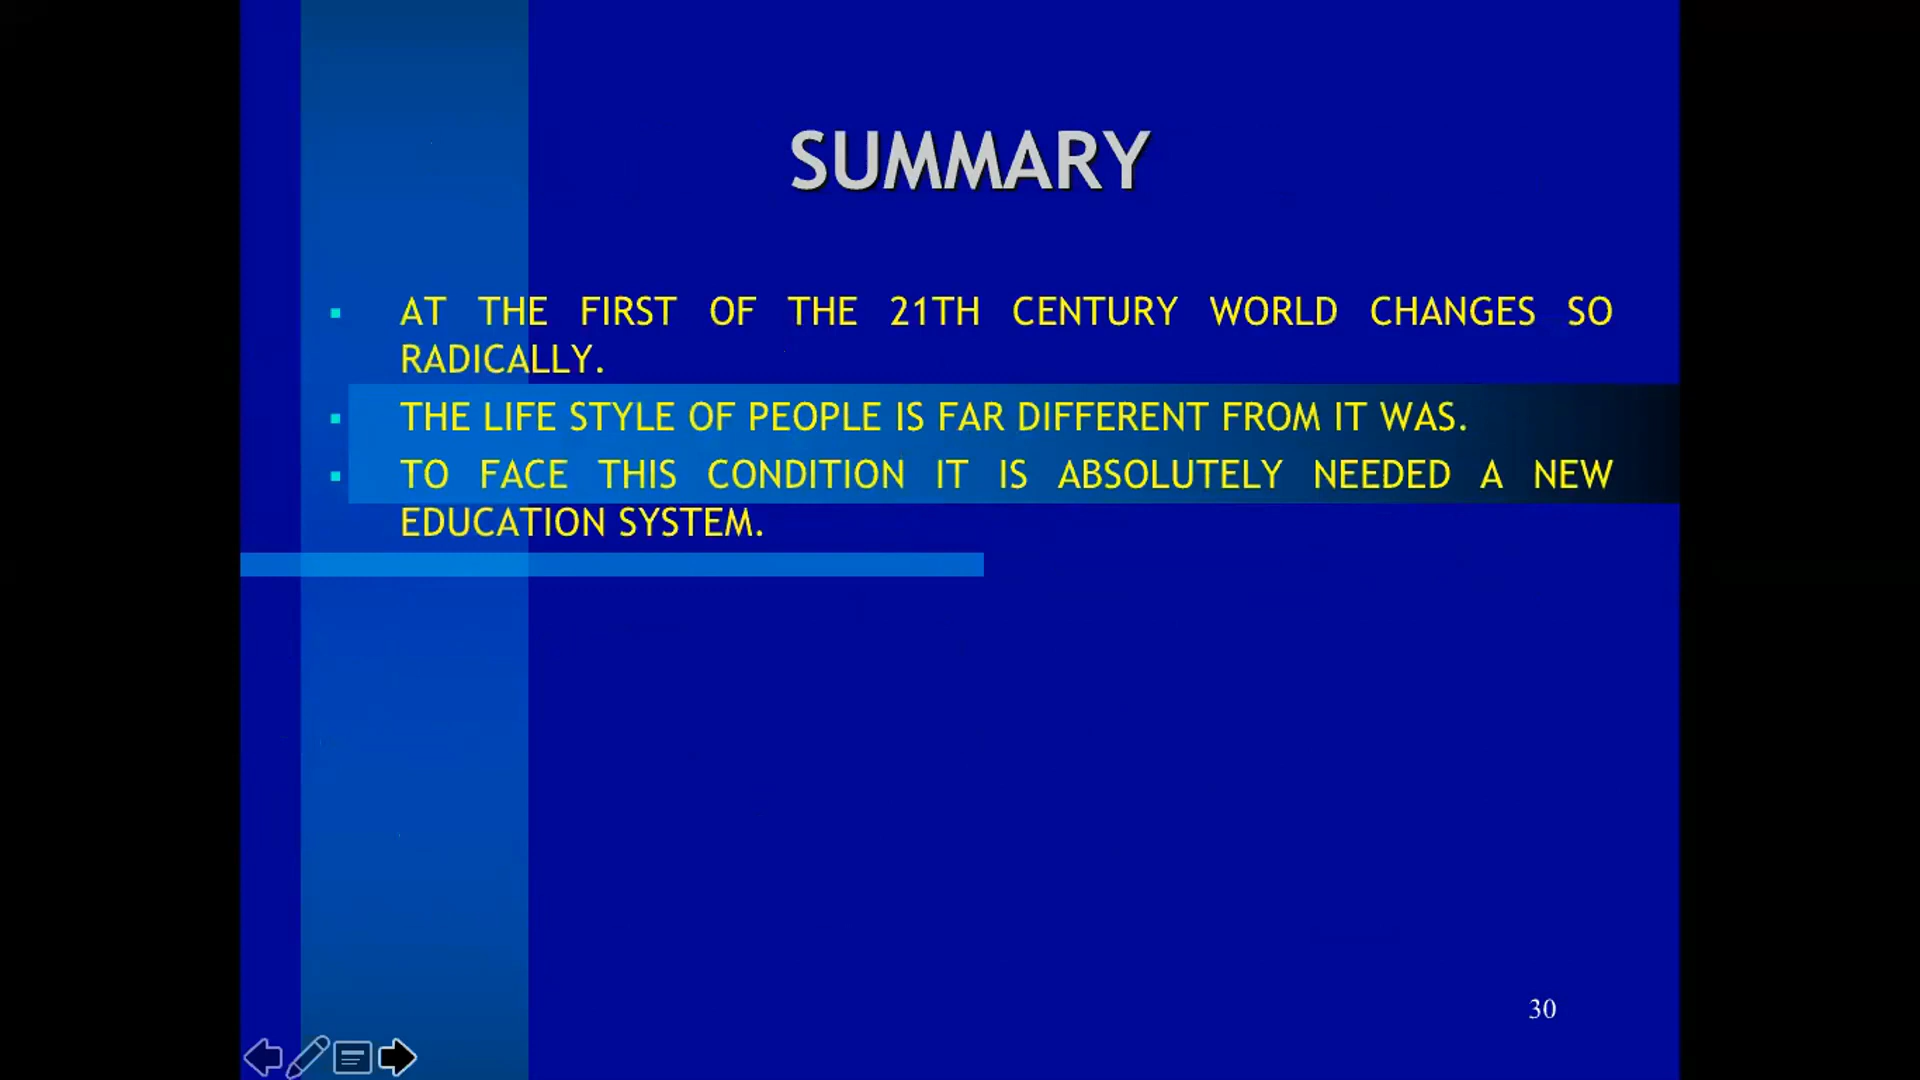 SUMMARY
▪ AT THE FIRST OF THE 21TH CENTURY WORLD CHANGES SO
RADICALLY.
▪ THE LIFE STYLE OF PEOPLE IS FAR DIFFERENT FROM IT WAS.
▪ TO FACE THIS CONDITION IT IS ABSOLUTELY NEEDED A NEW
EDUCATION SYSTEM.
30